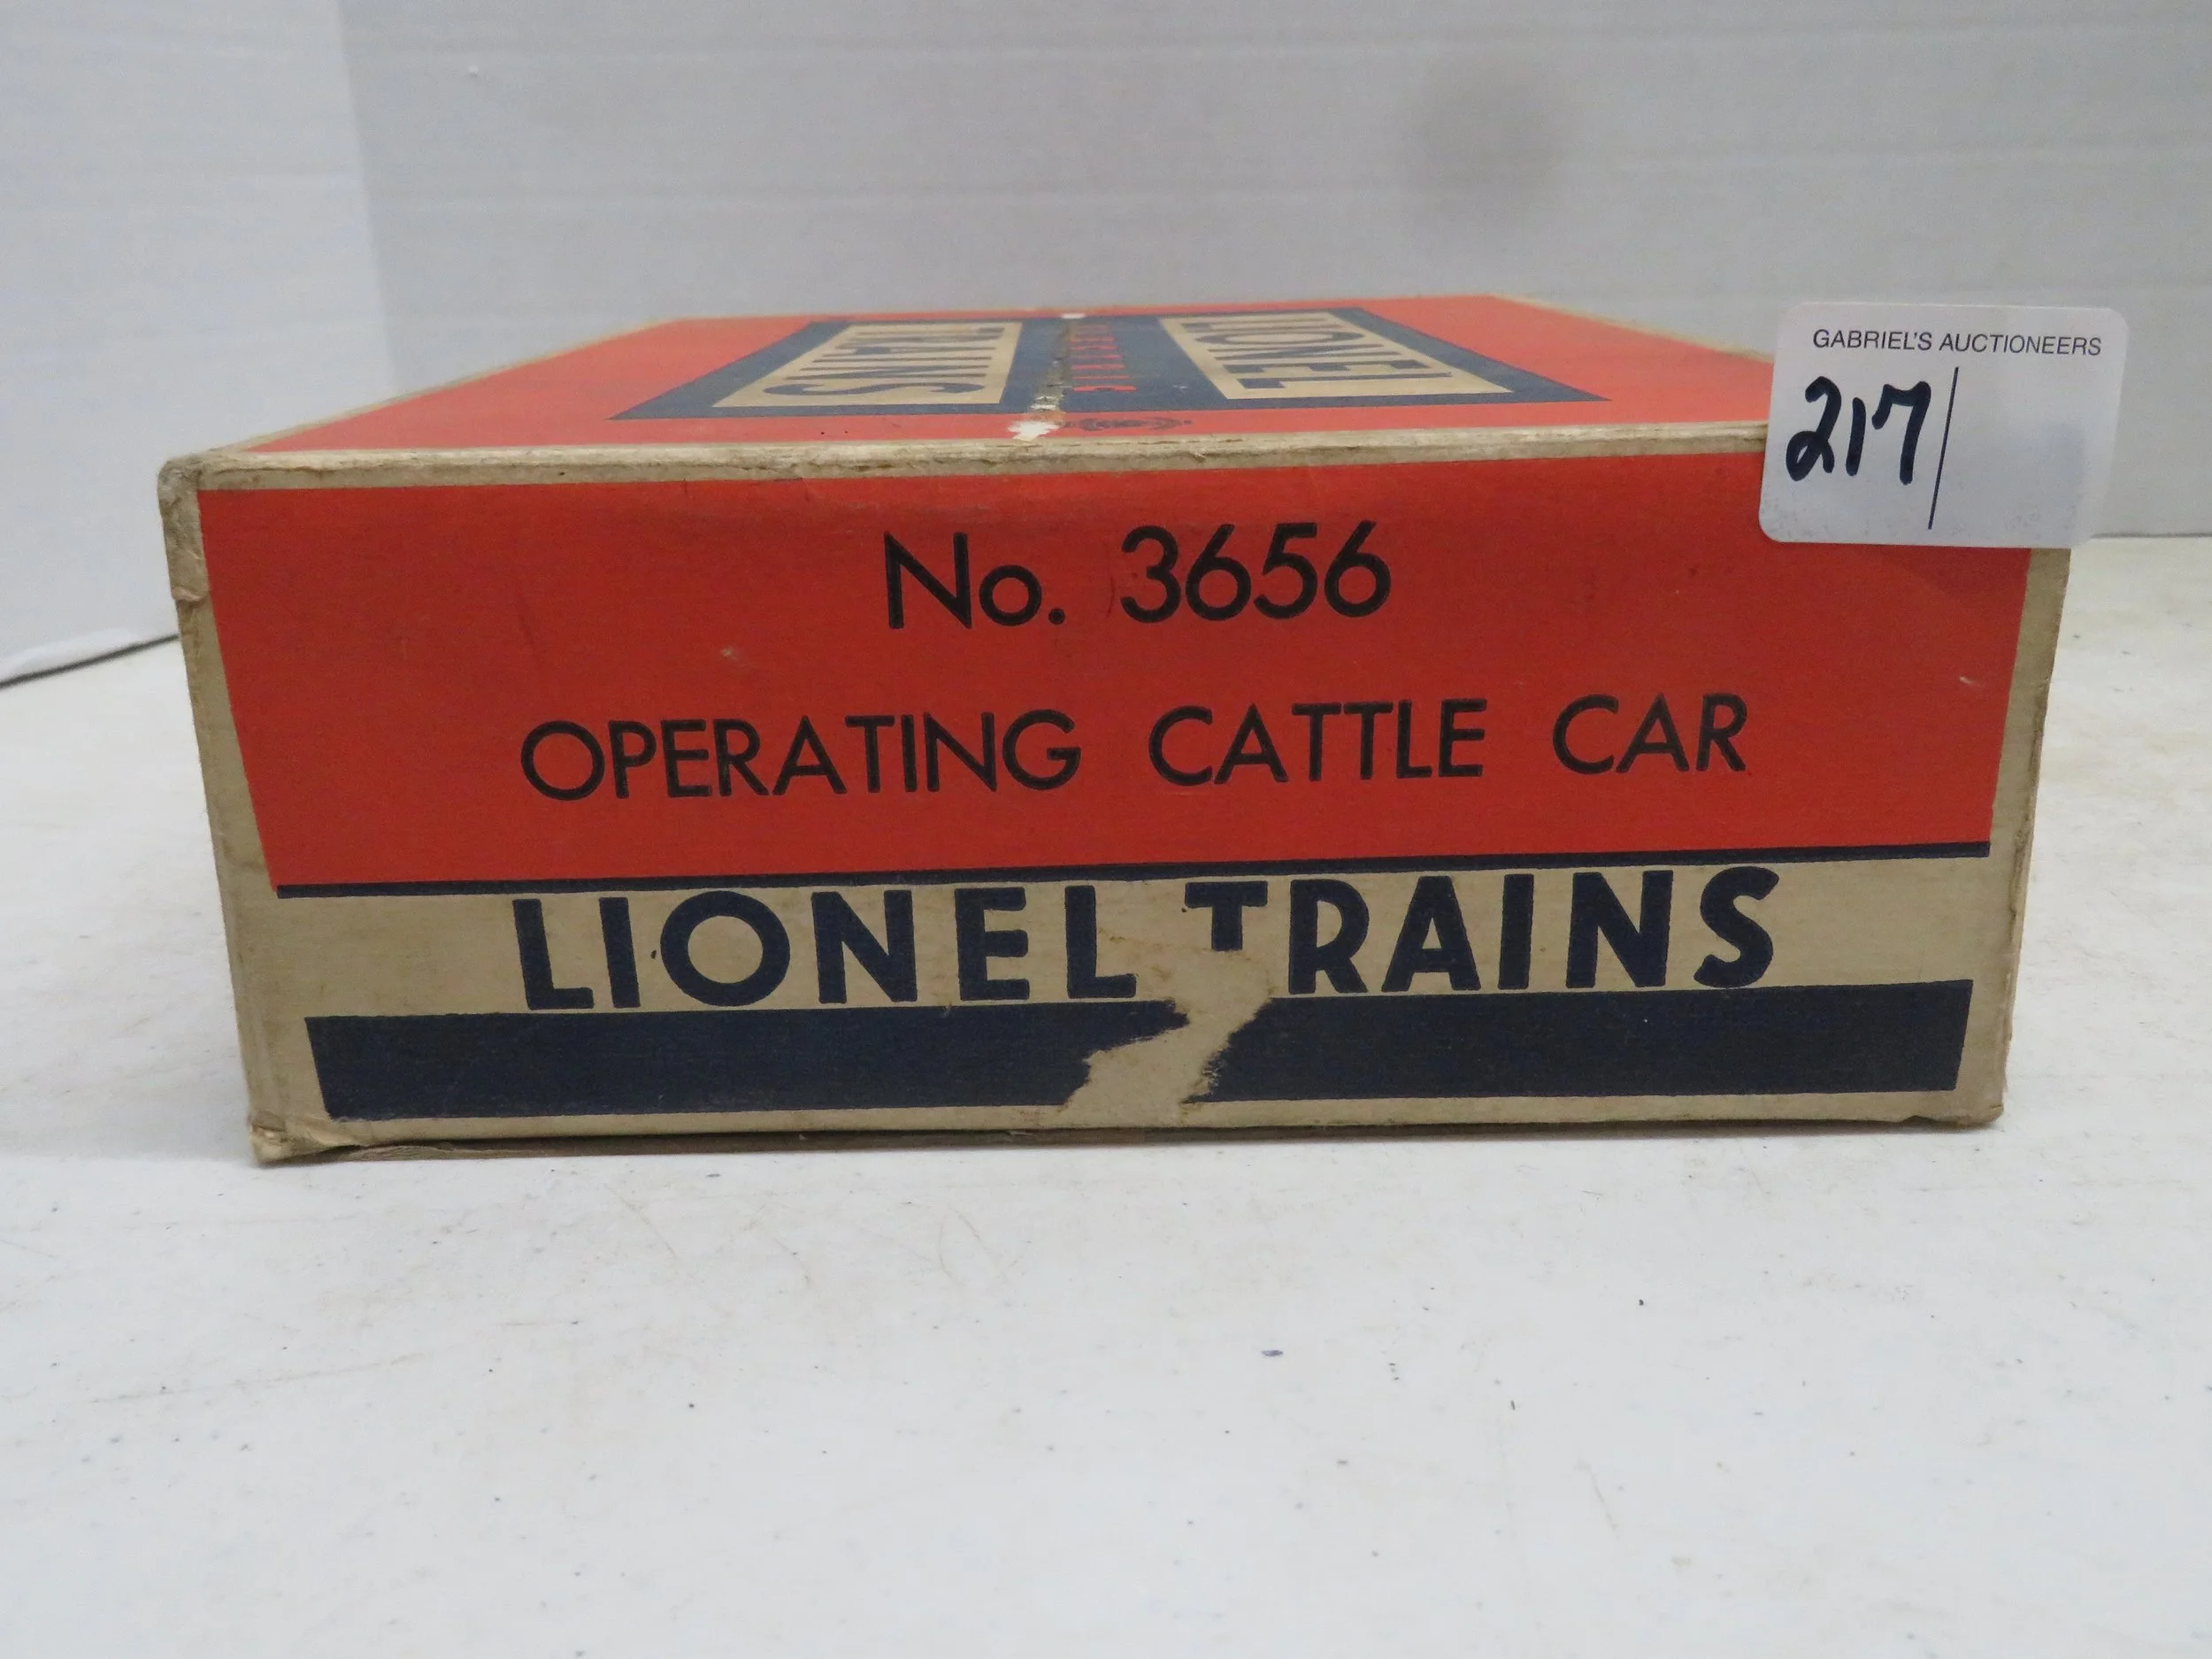 GABRIEL'S AUCTIONEERS
217
TRAINS
LIONEL
No. 3656
OPERATING CATTLE CAR
LIONEL TRAINS